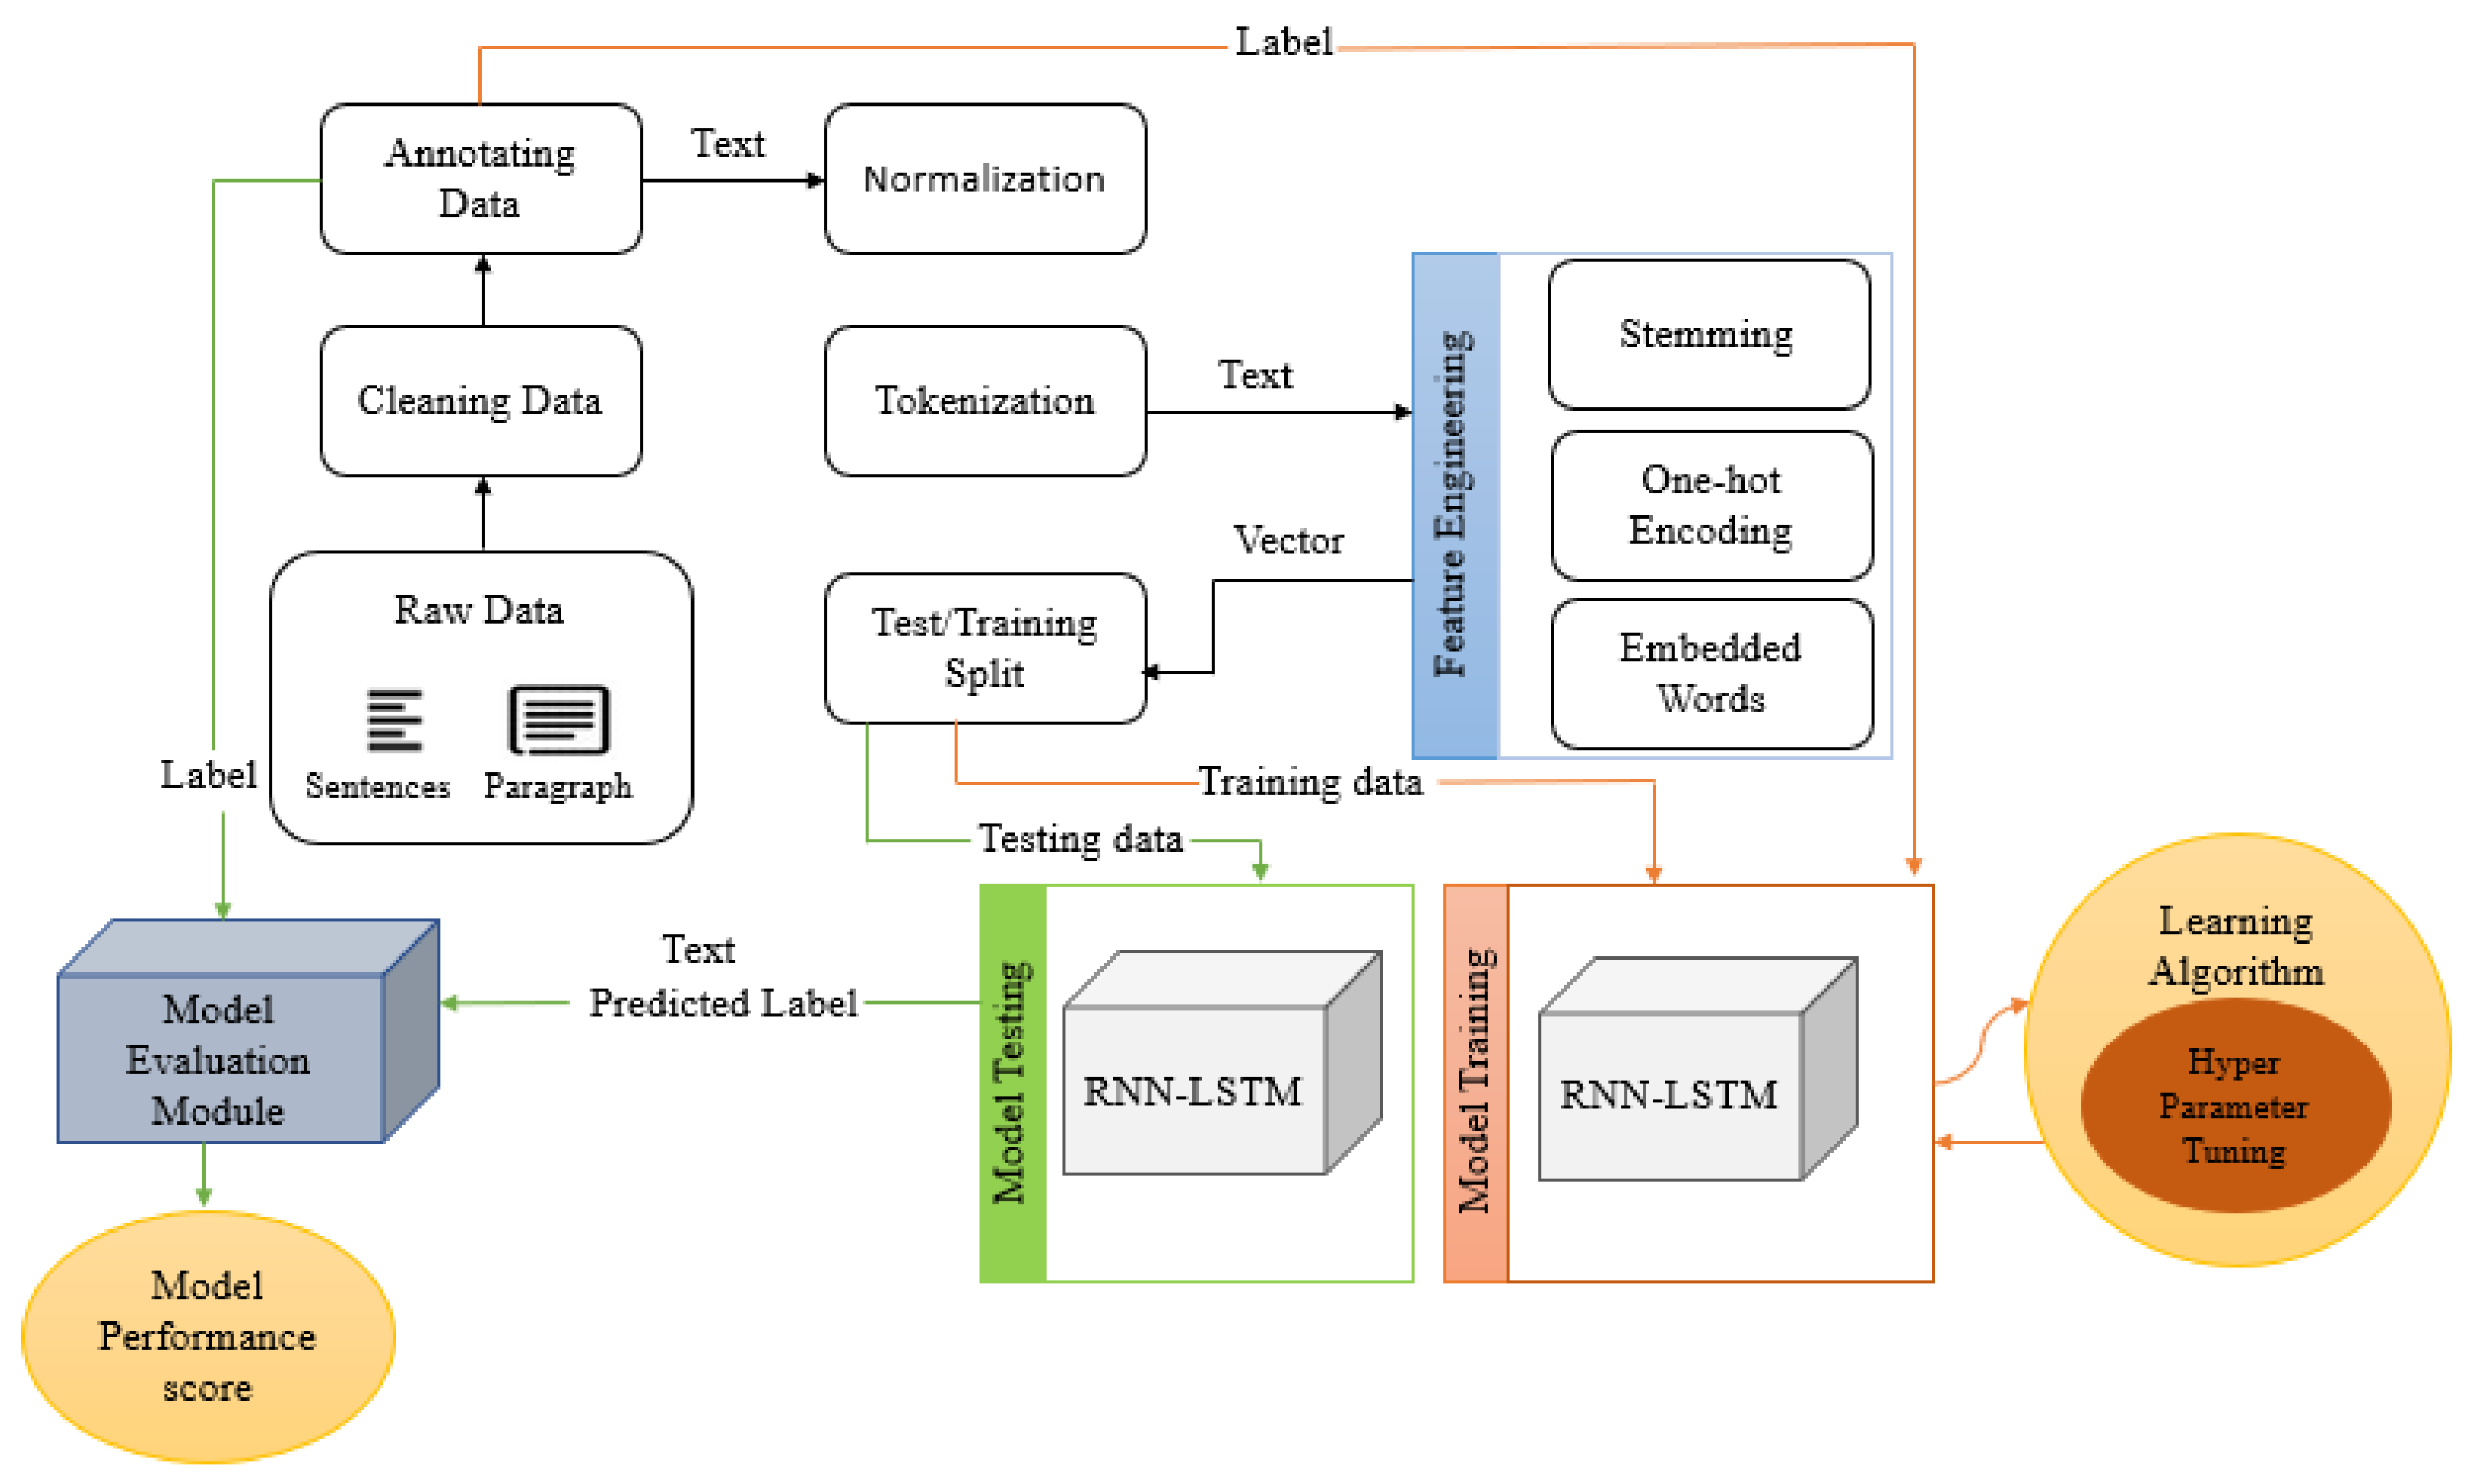 Label
Annotating
Data
Text
Normalization
Cleaning Data
Tokenization
Text
Feature Engineering
Stemming
One-hot
Encoding
Embedded
Words
Vector
Raw Data
Sentences
Paragraph
Test/Training
Split
Label
Training data
Testing data
Model
Evaluation
Module
Text
Predicted Label
Model Testing
RNN-LSTM
Model Training
RNN-LSTM
Learning
Algorithm
Hyper
Parameter
Tuning
Model
Performance
score